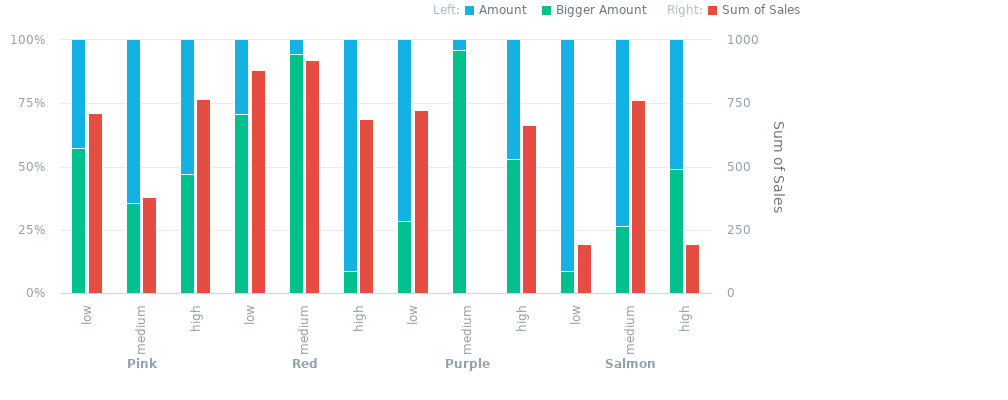 Left: Amount Bigger Amount Right: Sum of Sales
100% 1000
75% 750
50% 500
25% 250
0% 0
Sum of Sales
low medium high low medium high low medium high low medium high
Pink Red Purple Salmon